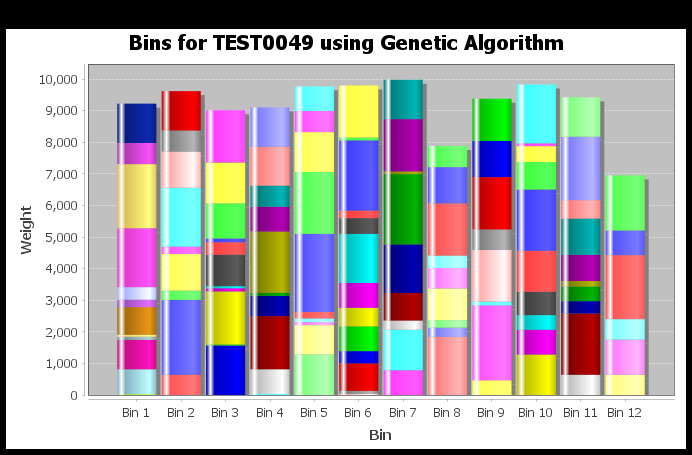 Bins for TEST0049 using Genetic Algorithm
10,000
9,000
8,000
7,000
6,000
5,000
4,000
3,000
2,000
1,000
0
Weight
Bin 1 Bin 2 Bin 3 Bin 4 Bin 5 Bin 6 Bin 7 Bin 8 Bin 9 Bin 10 Bin 11 Bin 12
Bin